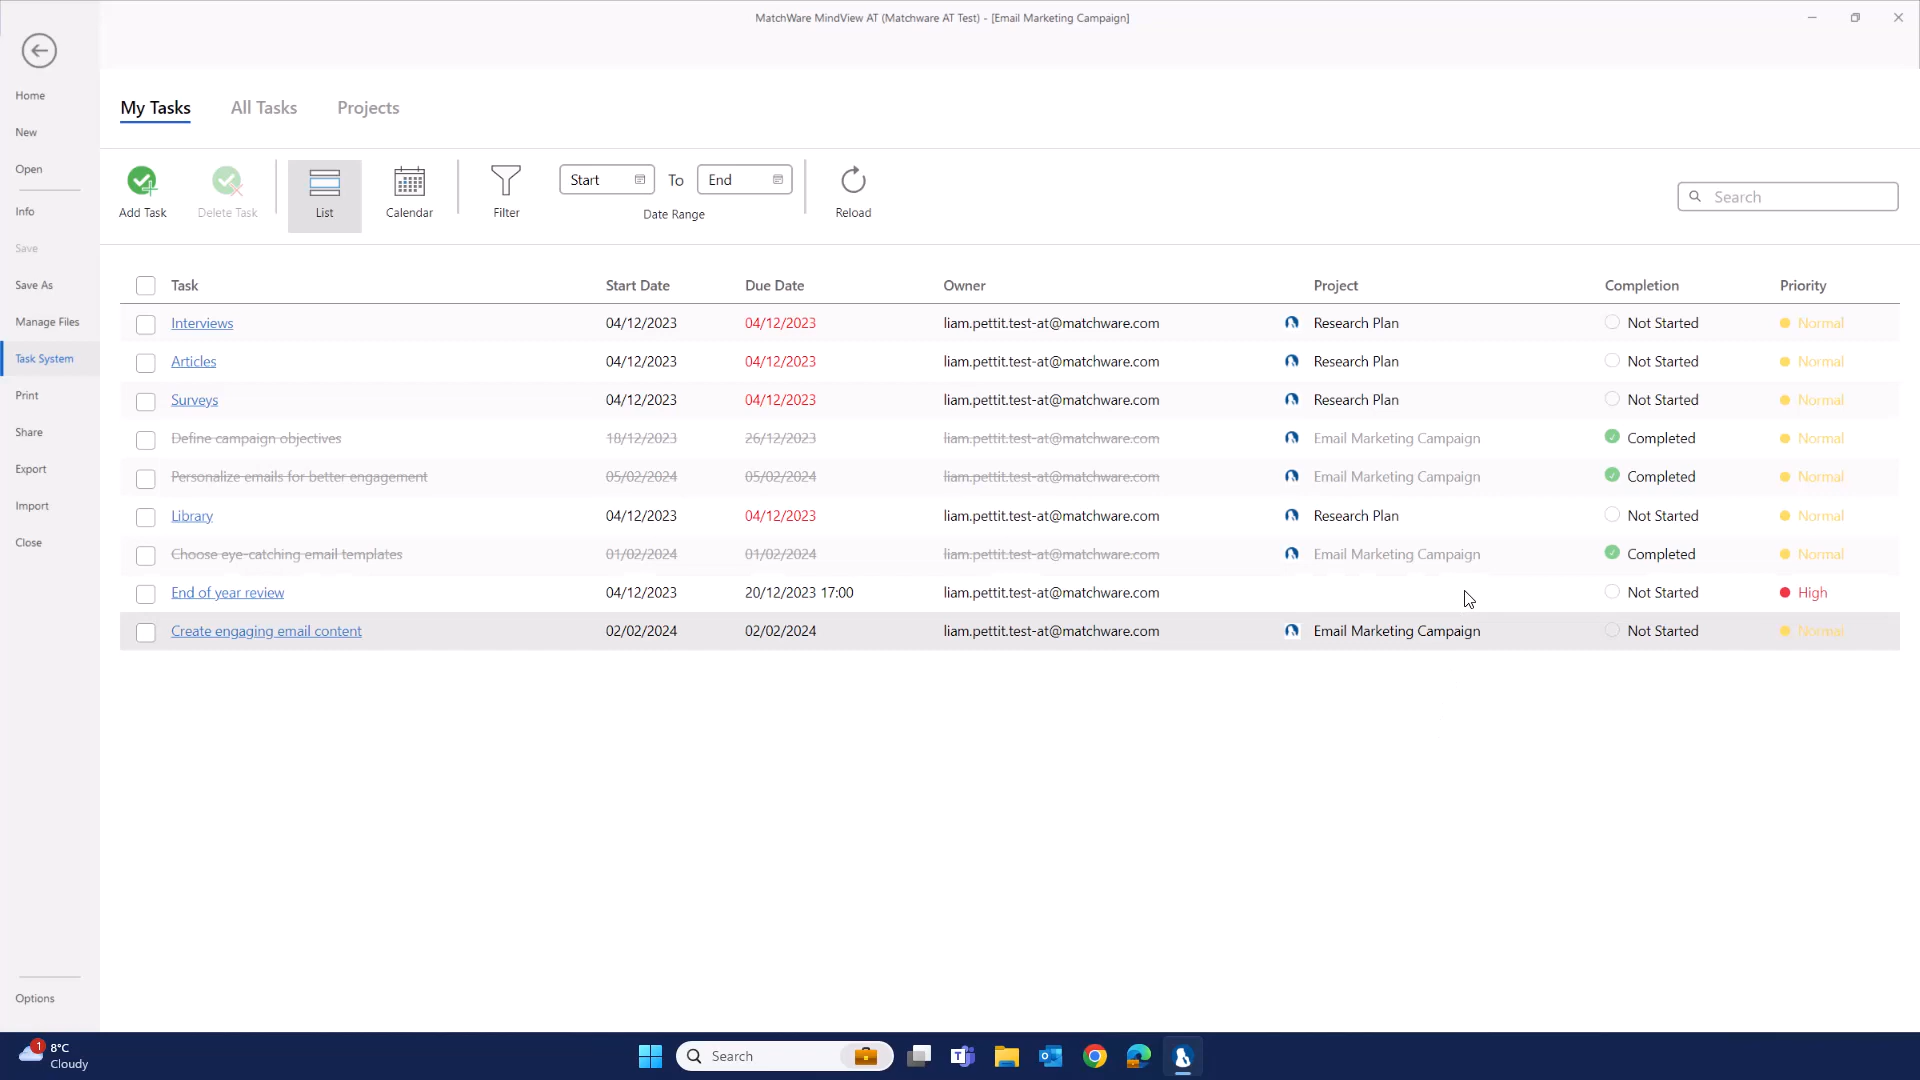 MatchWare MindView AT (Matchware AT Test) - [Email Marketing Campaign]
Home
New
Open
Info
Save
Save As
Manage Files
Task System
Print
Share
Export
Import
Close
Options
My Tasks All Tasks Projects
Add Task Delete Task List Calendar Filter Start To End Date Range Reload Search
Task Start Date Due Date Owner Project Completion Priority
Interviews 04/12/2023 04/12/2023 liam.pettit.test-at@matchware.com Research Plan Not Started Normal
Articles 04/12/2023 04/12/2023 liam.pettit.test-at@matchware.com Research Plan Not Started Normal
Surveys 04/12/2023 04/12/2023 liam.pettit.test-at@matchware.com Research Plan Not Started Normal
Define campaign objectives 18/12/2023 26/12/2023 liam.pettit.test-at@matchware.com Email Marketing Campaign Completed Normal
Personalize emails for better engagement 05/02/2024 05/02/2024 liam.pettit.test-at@matchware.com Email Marketing Campaign Completed Normal
Library 04/12/2023 04/12/2023 liam.pettit.test-at@matchware.com Research Plan Not Started Normal
Choose eye-catching email templates 01/02/2024 01/02/2024 liam.pettit.test-at@matchware.com Email Marketing Campaign Completed Normal
End of year review 04/12/2023 20/12/2023 17:00 liam.pettit.test-at@matchware.com Not Started High
Create engaging email content 02/02/2024 02/02/2024 liam.pettit.test-at@matchware.com Email Marketing Campaign Not Started Normal
1 8°C
Cloudy
Search